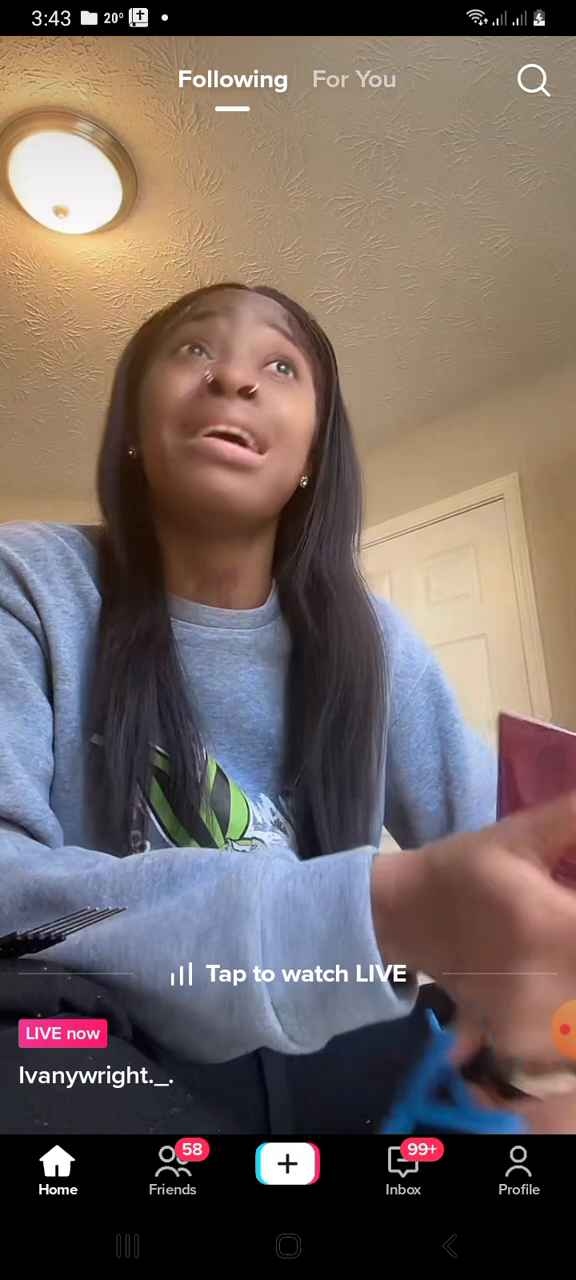 3:43 20°
Following For You
Tap to watch LIVE
LIVE now
Ivanywright._.
58 99+
Home Friends Inbox Profile